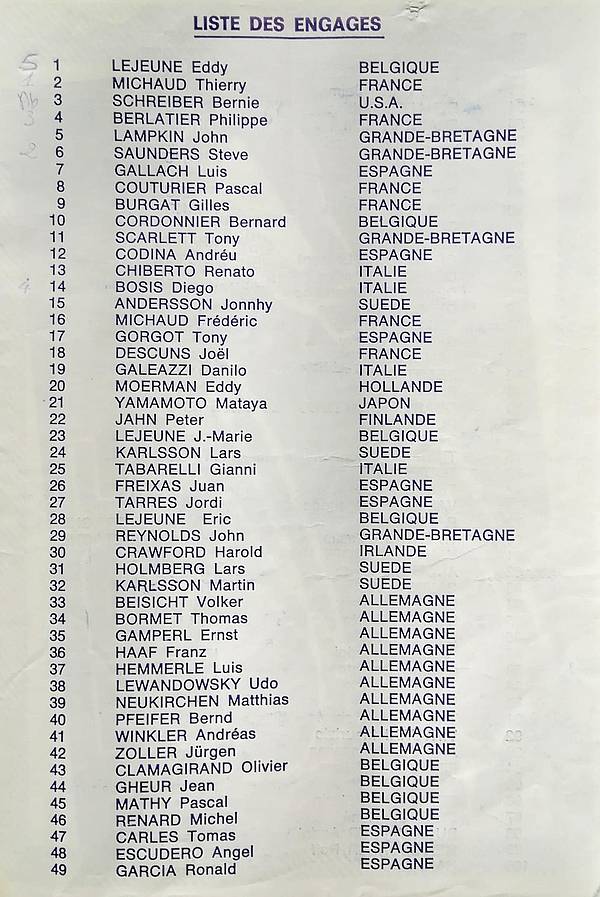 LISTE DES ENGAGES
5 1 LEJEUNE Eddy BELGIQUE
2 MICHAUD Thierry FRANCE
3 SCHREIBER Bernie U.S.A.
3 4 BERLATIER Philippe FRANCE
5 LAMPKIN John GRANDE-BRETAGNE
2 6 SAUNDERS Steve GRANDE-BRETAGNE
7 GALLACH Luis ESPAGNE
8 COUTURIER Pascal FRANCE
9 BURGAT Gilles FRANCE
10 CORDONNIER Bernard BELGIQUE
11 SCARLETT Tony GRANDE-BRETAGNE
12 CODINA Andréu ESPAGNE
13 CHIBERTO Renato ITALIE
4 14 BOSIS Diego ITALIE
15 ANDERSSON Jonnhy SUEDE
16 MICHAUD Frédéric FRANCE
17 GORGOT Tony ESPAGNE
18 DESCUNS Joël FRANCE
19 GALEAZZI Danilo ITALIE
20 MOERMAN Eddy HOLLANDE
21 YAMAMOTO Mataya JAPON
22 JAHN Peter FINLANDE
23 LEJEUNE J.-Marie BELGIQUE
24 KARLSSON Lars SUEDE
25 TABARELLI Gianni ITALIE
26 FREIXAS Juan ESPAGNE
27 TARRES Jordi ESPAGNE
28 LEJEUNE Eric BELGIQUE
29 REYNOLDS John GRANDE-BRETAGNE
30 CRAWFORD Harold IRLANDE
31 HOLMBERG Lars SUEDE
32 KARLSSON Martin SUEDE
33 BEISICHT Volker ALLEMAGNE
34 BORMET Thomas ALLEMAGNE
35 GAMPERL Ernst ALLEMAGNE
36 HAAF Franz ALLEMAGNE
37 HEMMERLE Luis ALLEMAGNE
38 LEWANDOWSKY Udo ALLEMAGNE
39 NEUKIRCHEN Matthias ALLEMAGNE
40 PFEIFER Bernd ALLEMAGNE
41 WINKLER Andréas ALLEMAGNE
42 ZOLLER Jürgen ALLEMAGNE
43 CLAMAGIRAND Olivier BELGIQUE
44 GHEUR Jean BELGIQUE
45 MATHY Pascal BELGIQUE
46 RENARD Michel BELGIQUE
47 CARLES Tomas ESPAGNE
48 ESCUDERO Angel ESPAGNE
49 GARCIA Ronald ESPAGNE